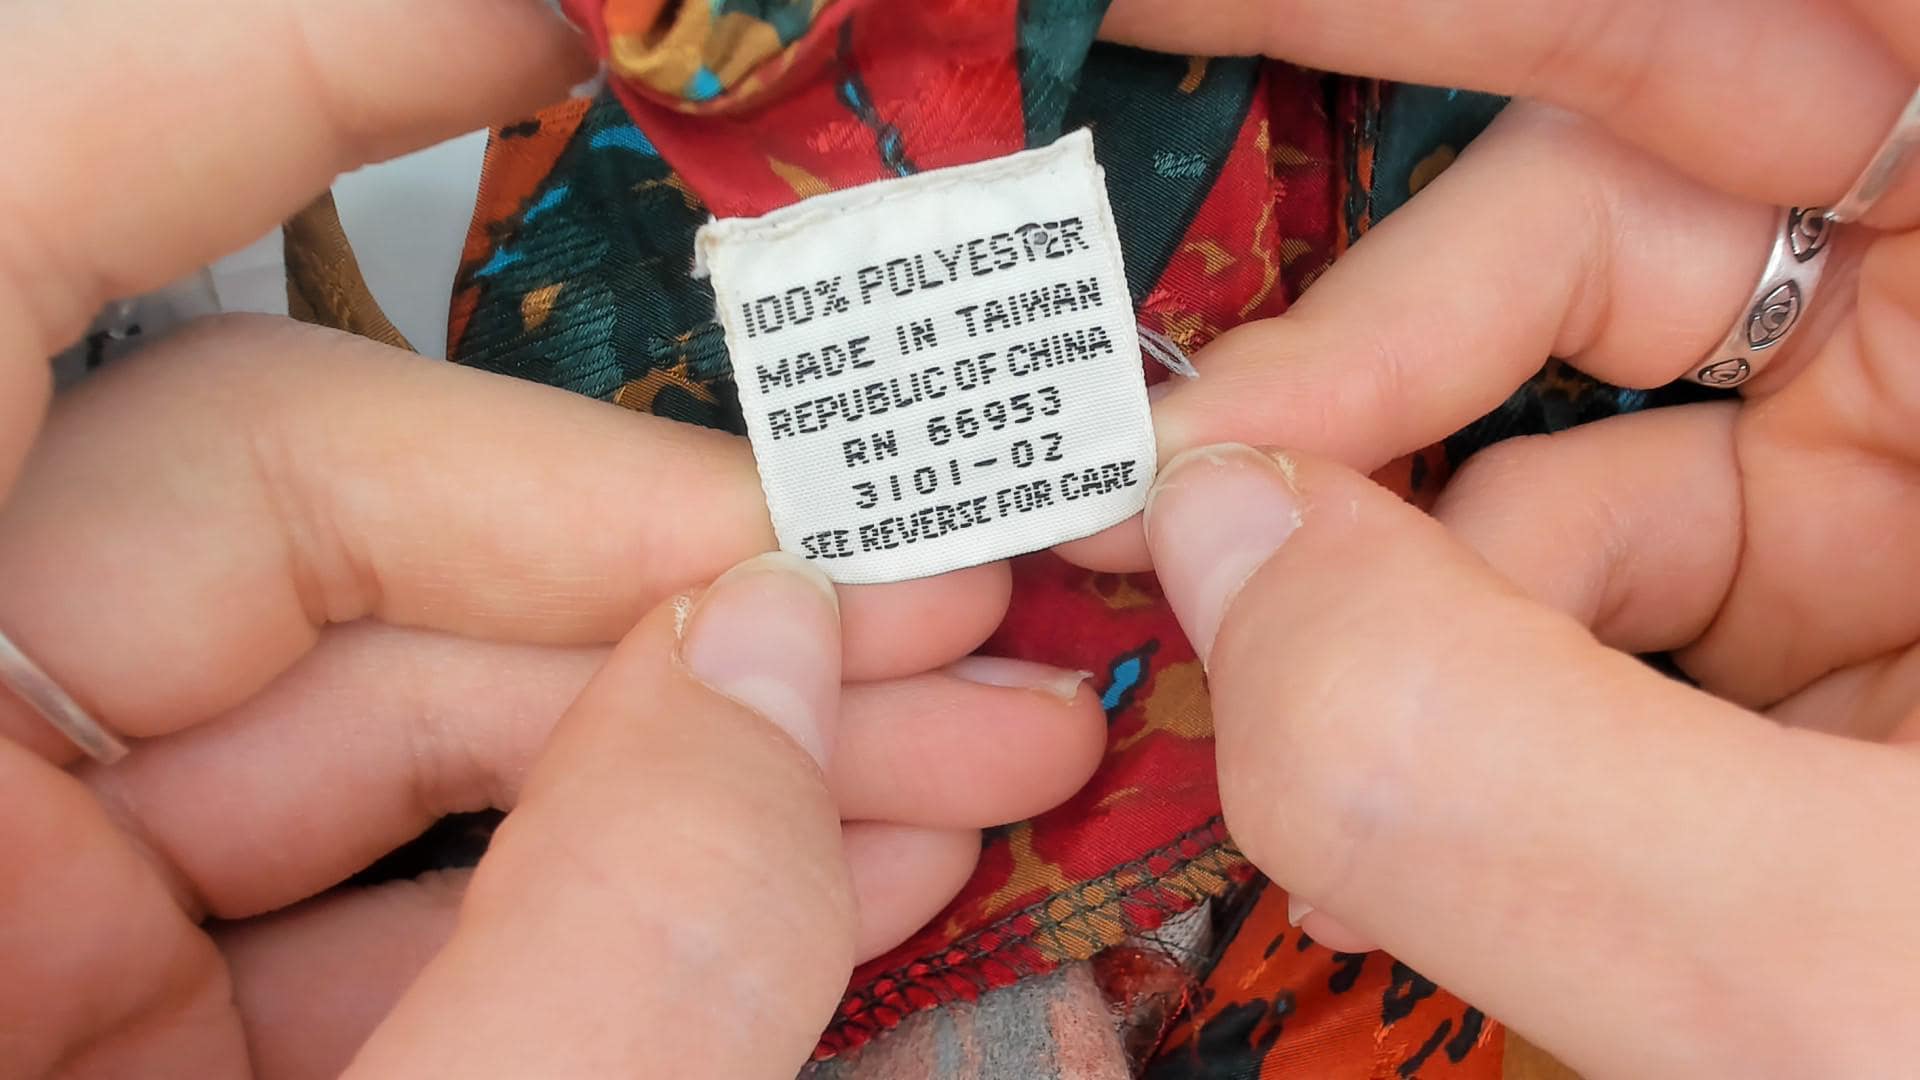 100% POLYESTER
MADE IN TAIWAN
REPUBLIC OF CHINA
RN 66953
3101-02
SEE REVERSE FOR CARE